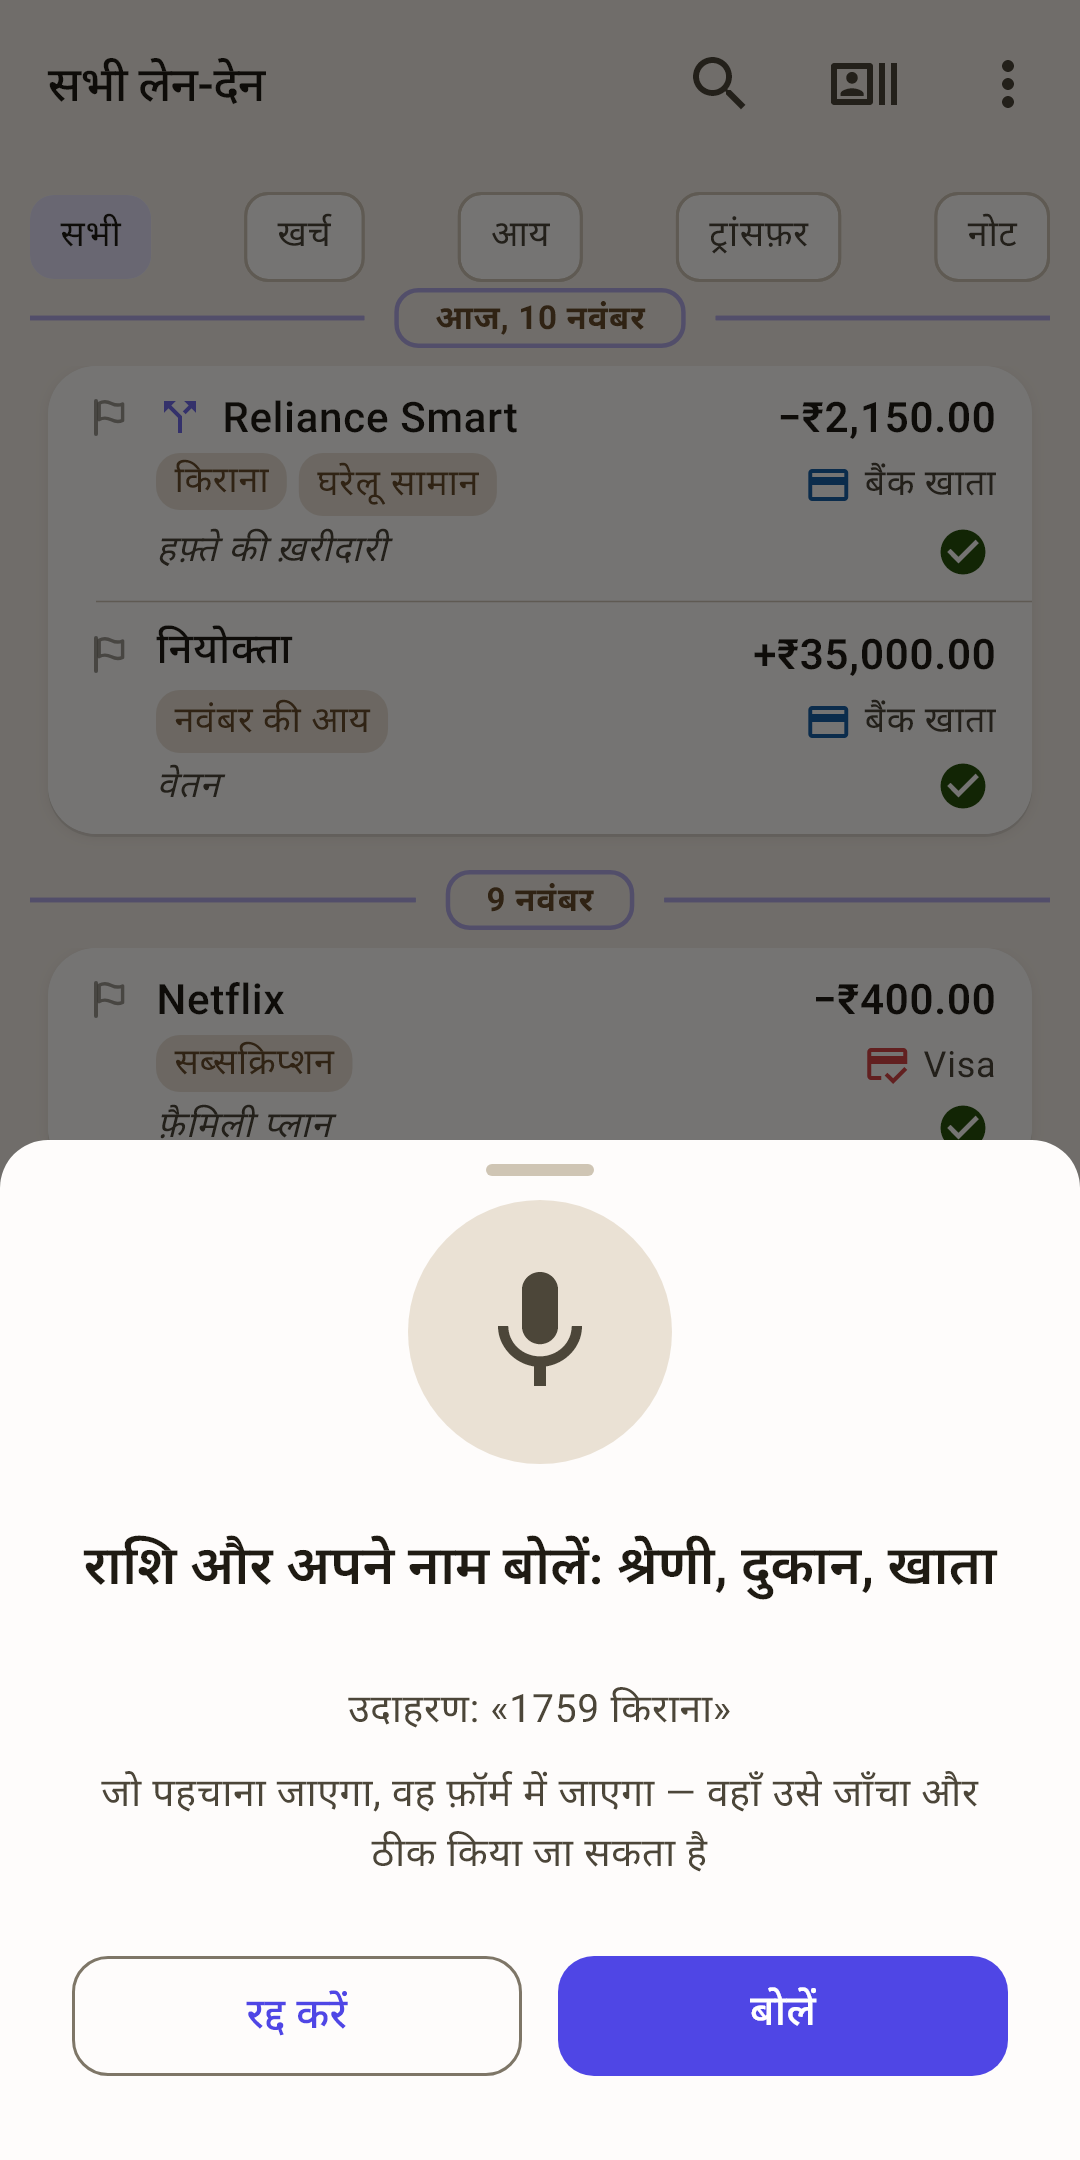 सभी लेन-देन
सभी खर्च आय ट्रांसफ़र नोट
आज, 10 नवंबर
Reliance Smart −₹2,150.00
किराना घरेलू सामान बैंक खाता
हफ़्ते की ख़रीदारी
नियोक्ता +₹35,000.00
नवंबर की आय बैंक खाता
वेतन
9 नवंबर
Netflix −₹400.00
सब्सक्रिप्शन Visa
फ़ैमिली प्लान
राशि और अपने नाम बोलें: श्रेणी, दुकान, खाता
उदाहरण: «1759 किराना»
जो पहचाना जाएगा, वह फ़ॉर्म में जाएगा — वहाँ उसे जाँचा और
ठीक किया जा सकता है
रद्द करें बोलें